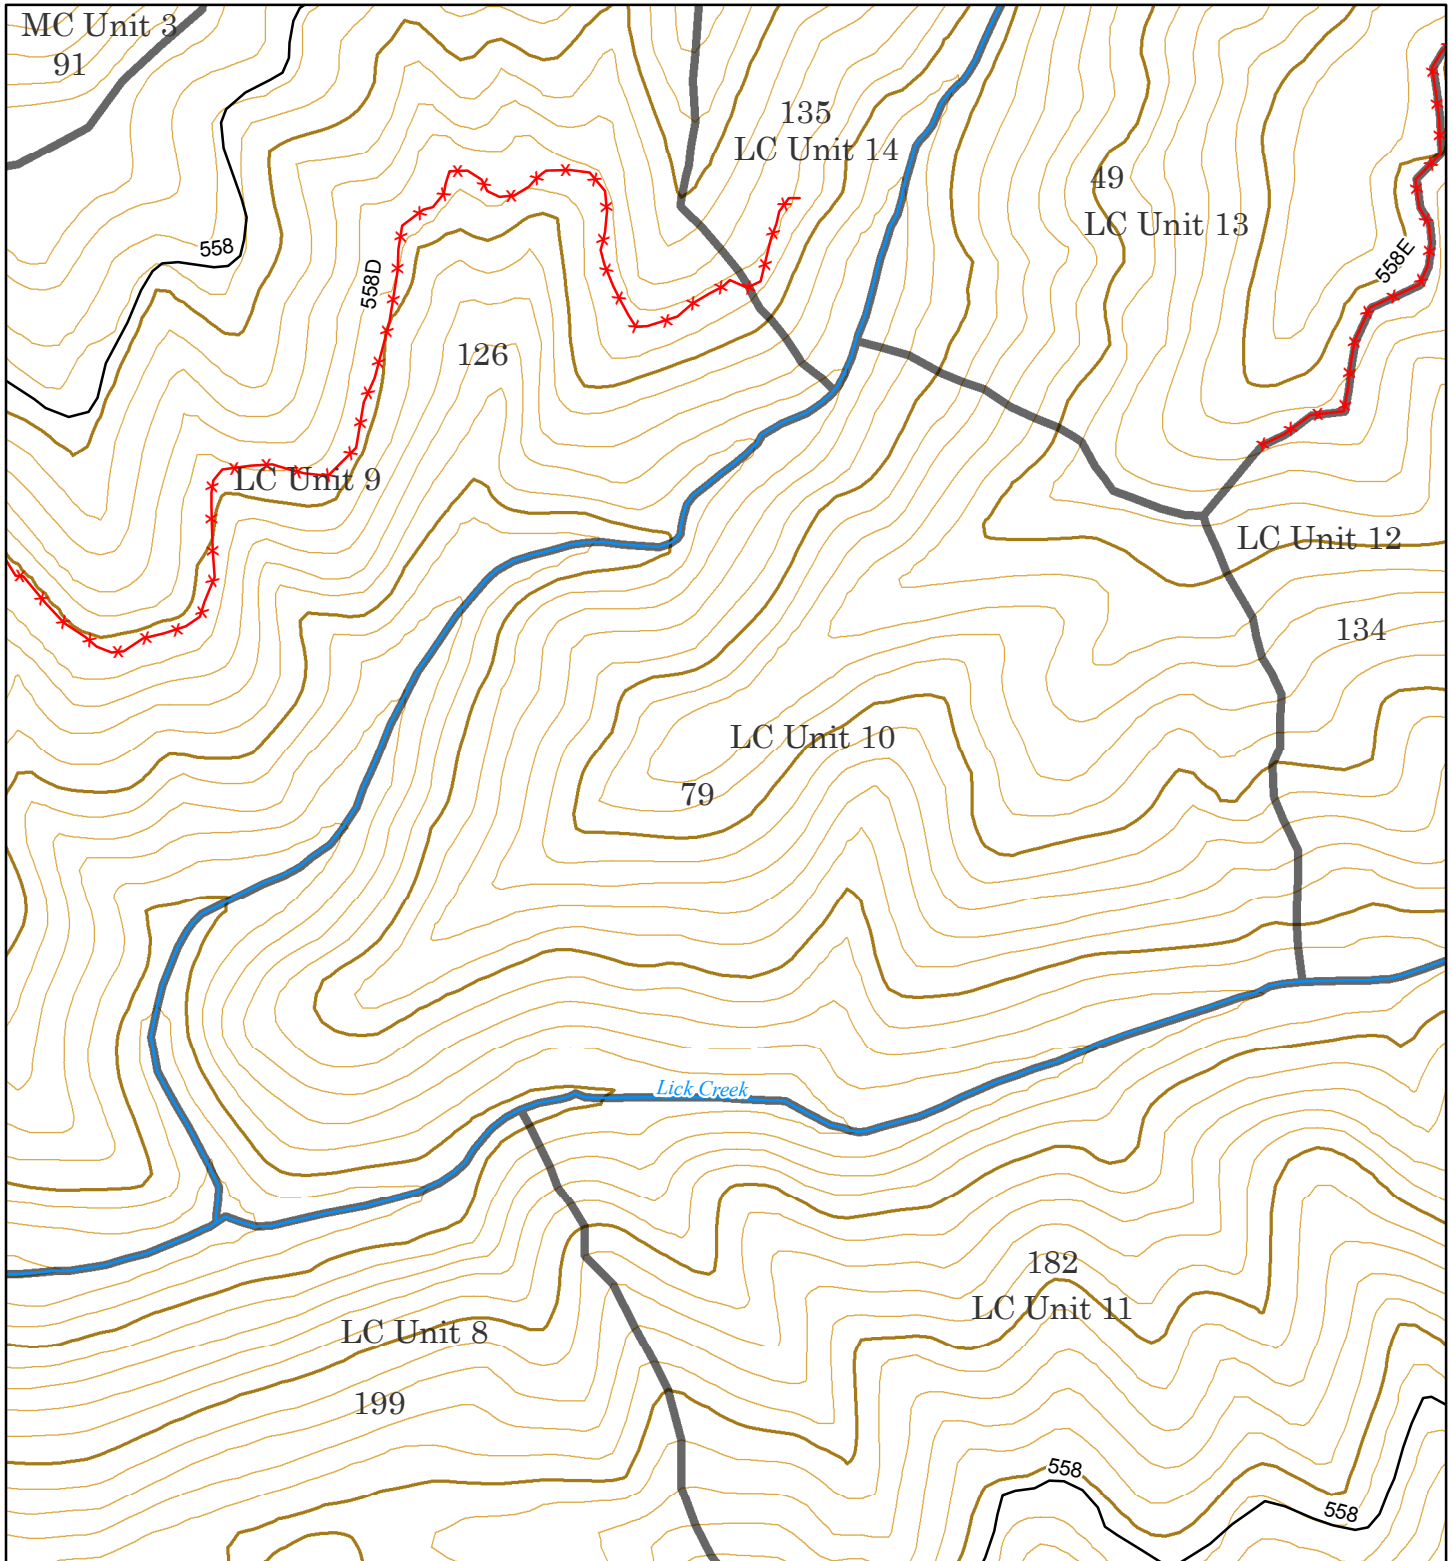 MC Unit 3
91
135
LC Unit 14
49
LC Unit 13
558
558D
558E
126
LC Unit 9
LC Unit 12
134
LC Unit 10
79
Lick Creek
182
LC Unit 11
LC Unit 8
199
558
558